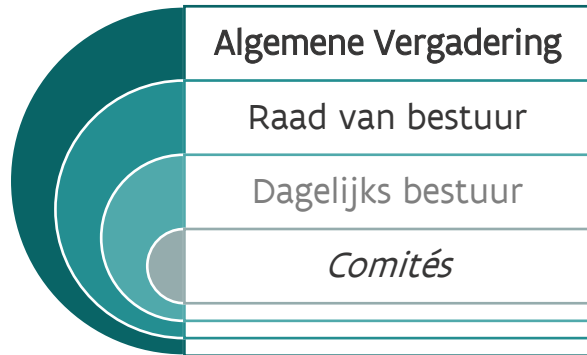 Algemene Vergadering
Raad van bestuur
Dagelijks bestuur
Comités